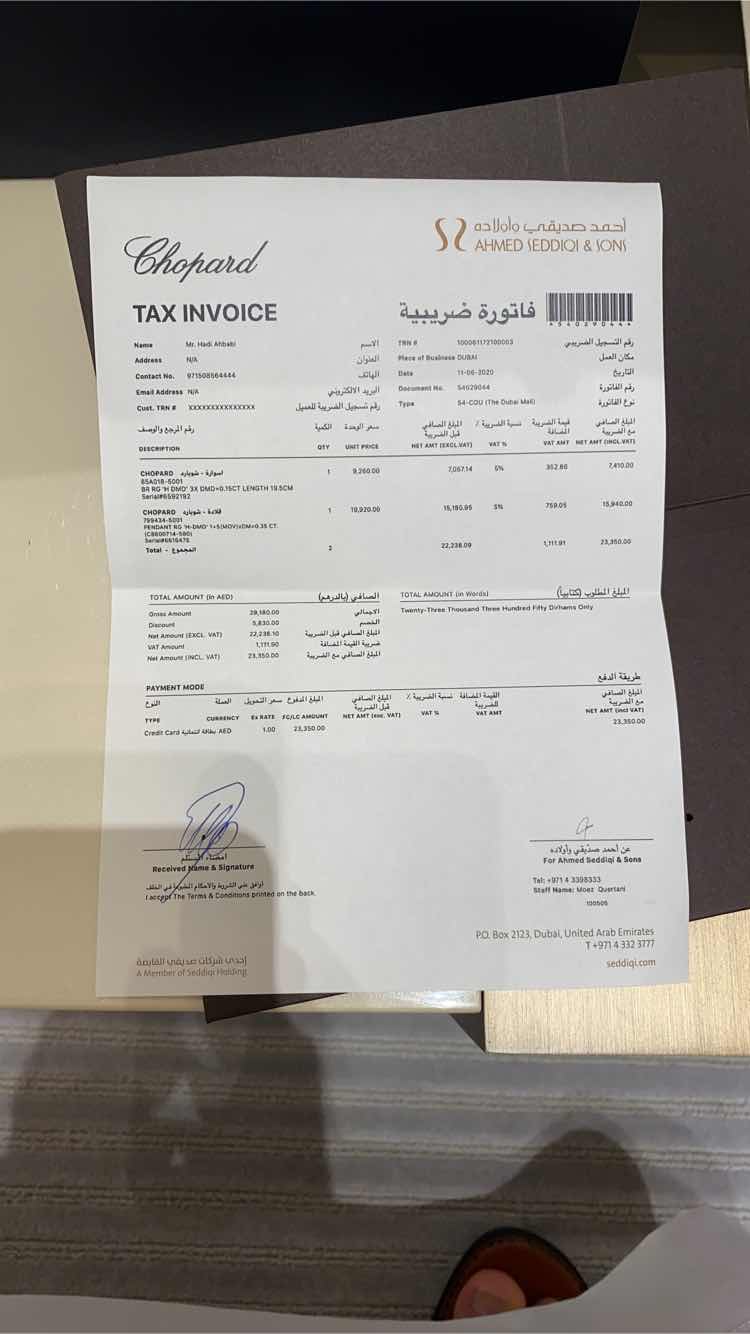 Chopard
أحمد صديقي وأولاده
AHMED SEDDIQI & SONS
TAX INVOICE
فاتورة ضريبية
4540290444
Name Mr. Hadi Ahbabi الاسم
Address N/A العنوان
Contact No. 971508564444 الهاتف
Email Address N/A البريد الالكتروني
Cust. TRN # XXXXXXXXXXXXXXX رقم تسجيل الضريبة للعميل
TRN # 100061172100003 رقم التسجيل الضريبي
Place of Business DUBAI مكان العمل
Date 11-06-2020 التاريخ
Document No. 54029044 رقم الفاتورة
Type 54-COU (The Dubai Mall) نوع الفاتورة
رقم المرجع والوصف الكمية سعر الوحدة المبلغ الصافي قبل الضريبة نسبة الضريبة ٪ قيمة الضريبة المضافة المبلغ الصافي مع الضريبة
DESCRIPTION QTY UNIT PRICE NET AMT (EXCL.VAT) VAT % VAT AMT NET AMT (INCL.VAT)
CHOPARD اسوارة - شوبارد 1 9,260.00 7,057.14 5% 352.86 7,410.00
85A018-5001
BR RG 'H DMD' 3X DMD=0.15CT LENGTH 19.5CM
Serial#6592192
CHOPARD قلادة - شوبارد 1 19,920.00 15,180.95 5% 759.05 15,940.00
799434-5001
PENDANT RG 'H-DMD' 1+5(MOV)xDM=0.35 CT.
(C8600714-590)
Serial#6616476
Total - المجموع 2 22,238.09 1,111.91 23,350.00
TOTAL AMOUNT (in AED) الصافي (بالدرهم)
Gross Amount 29,180.00 الاجمالي
Discount 5,830.00 الخصم
Net Amount (EXCL. VAT) 22,238.10 المبلغ الصافي قبل الضريبة
VAT Amount 1,111.90 قيمة الضريبة المضافة
Net Amount (INCL. VAT) 23,350.00 المبلغ الصافي مع الضريبة
TOTAL AMOUNT (in Words) المبلغ المطلوب (كتابياً)
Twenty-Three Thousand Three Hundred Fifty Dirhams Only
PAYMENT MODE طريقة الدفع
النوع العملة سعر التحويل المبلغ المدفوع المبلغ الصافي قبل الضريبة نسبة الضريبة ٪ القيمة المضافة للضريبة المبلغ الصافي مع الضريبة
TYPE CURRENCY Ex RATE FC/LC AMOUNT NET AMT (exc. VAT) VAT % VAT AMT NET AMT (incl VAT)
Credit Card بطاقة ائتمانية AED 1.00 23,350.00 23,350.00
امضاء المستلم
Received Name & Signature
أوافق على الشروط والأحكام المطبوعة في الخلف
I accept The Terms & Conditions printed on the back.
عن أحمد صديقي وأولاده
For Ahmed Seddiqi & Sons
Tel: +971 4 3398333
Staff Name: Moez Quertani
100505
إحدى شركات صديقي القابضة
A Member of Seddiqi Holding
P.O. Box 2123, Dubai, United Arab Emirates
T +971 4 332 3777
seddiqi.com